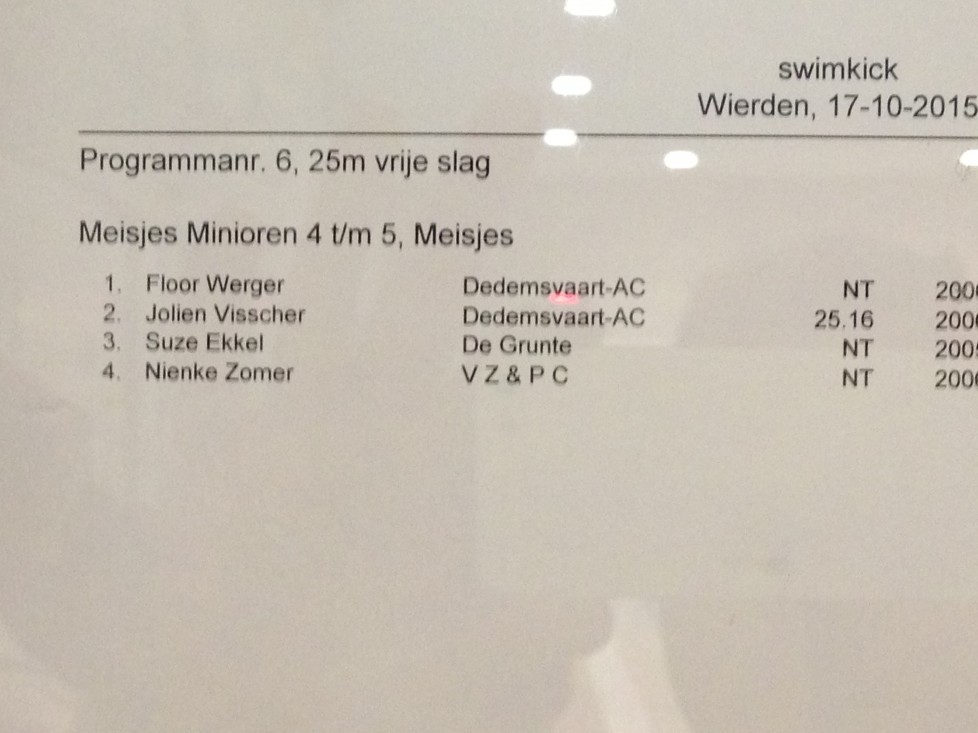 swimkick
Wierden, 17-10-2015
Programmanr. 6, 25m vrije slag
Meisjes Minioren 4 t/m 5, Meisjes
1. Floor Werger Dedemsvaart-AC NT
2. Jolien Visscher Dedemsvaart-AC 25.16
3. Suze Ekkel De Grunte NT
4. Nienke Zomer V Z & P C NT